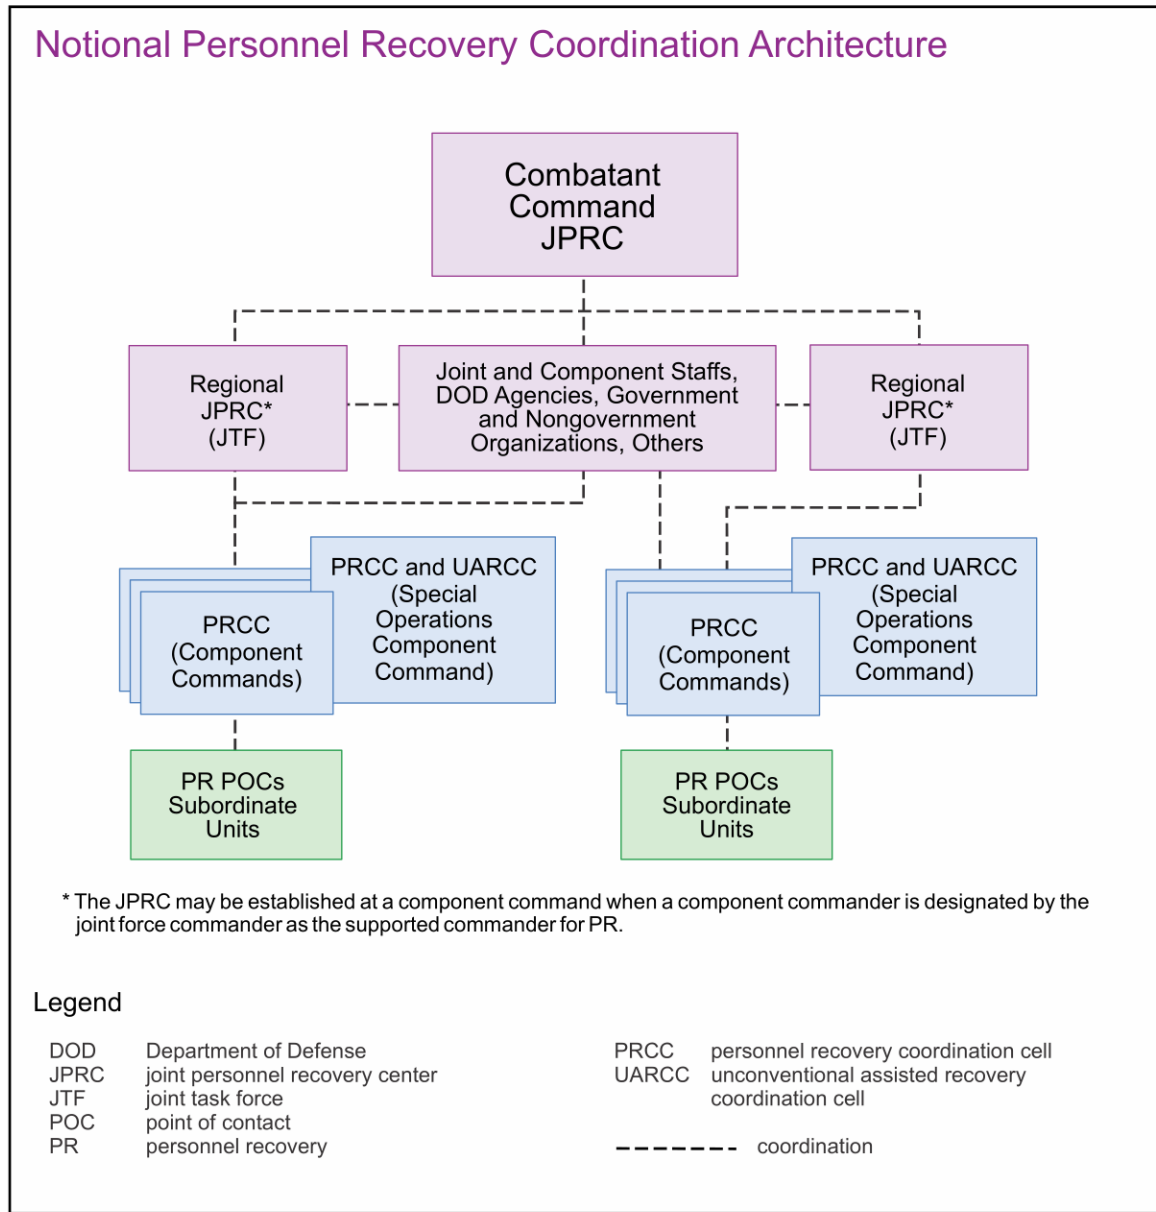 Notional Personnel Recovery Coordination Architecture
Combatant
Command
JPRC
Regional
JPRC*
(JTF)
Joint and Component Staffs,
DOD Agencies, Government
and Nongovernment
Organizations, Others
Regional
JPRC*
(JTF)
PRCC
(Component
Commands)
PRCC and UARCC
(Special
Operations
Component
Command)
PRCC
(Component
Commands)
PRCC and UARCC
(Special
Operations
Component
Command)
PR POCs
Subordinate
Units
PR POCs
Subordinate
Units
* The JPRC may be established at a component command when a component commander is designated by the
joint force commander as the supported commander for PR.
Legend
DOD Department of Defense
JPRC joint personnel recovery center
JTF joint task force
POC point of contact
PR personnel recovery
PRCC personnel recovery coordination cell
UARCC unconventional assisted recovery
coordination cell
coordination